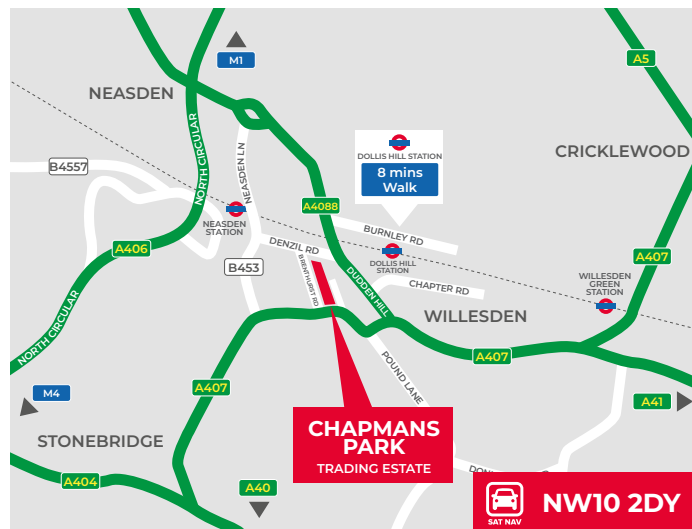 M1
A5
NEASDEN
CRICKLEWOOD
DOLLIS HILL STATION
8 mins
Walk
B4557
NORTH CIRCULAR
NEASDEN LN
A4088
NEASDEN
STATION
BURNLEY RD
A406
DENZIL RD
DOLLIS HILL
STATION
A407
B453
BRENTHURST RD
DUDDEN HILL
CHAPTER RD
WILLESDEN
GREEN
STATION
WILLESDEN
NORTH CIRCULAR
A407
POUND LANE
A407
M4
A41
CHAPMANS
PARK
TRADING ESTATE
STONEBRIDGE
A404
A40
SAT NAV
NW10 2DY